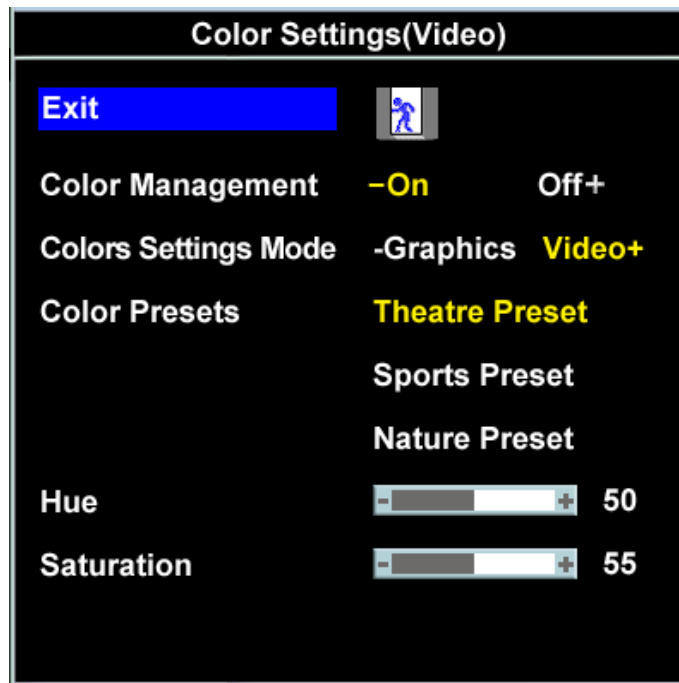 Color Settings(Video)
Exit
Color Management -On Off+
Colors Settings Mode -Graphics Video+
Color Presets Theatre Preset
Sports Preset
Nature Preset
Hue - + 50
Saturation - + 55